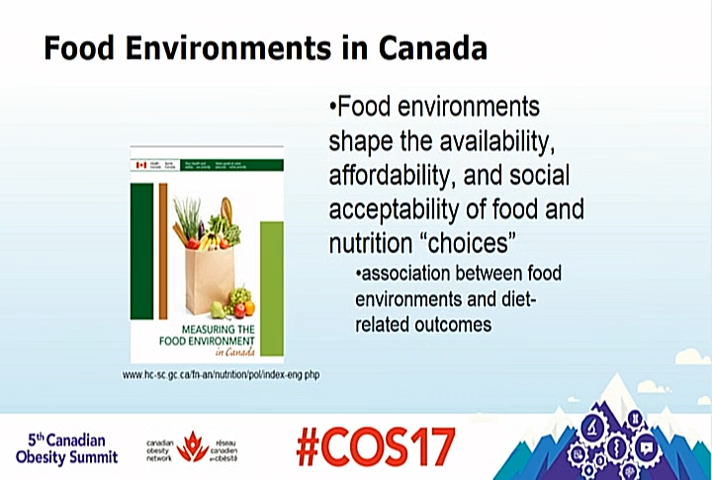 Food Environments in Canada
•Food environments
shape the availability,
affordability, and social
acceptability of food and
nutrition “choices”
•association between food
environments and diet-
related outcomes
MEASURING THE
FOOD ENVIRONMENT
in Canada
www.hc-sc.gc.ca/fn-an/nutrition/pol/index-eng.php
5th Canadian
Obesity Summit
canadian
obesity
network
réseau
canadien
en obésité
#COS17